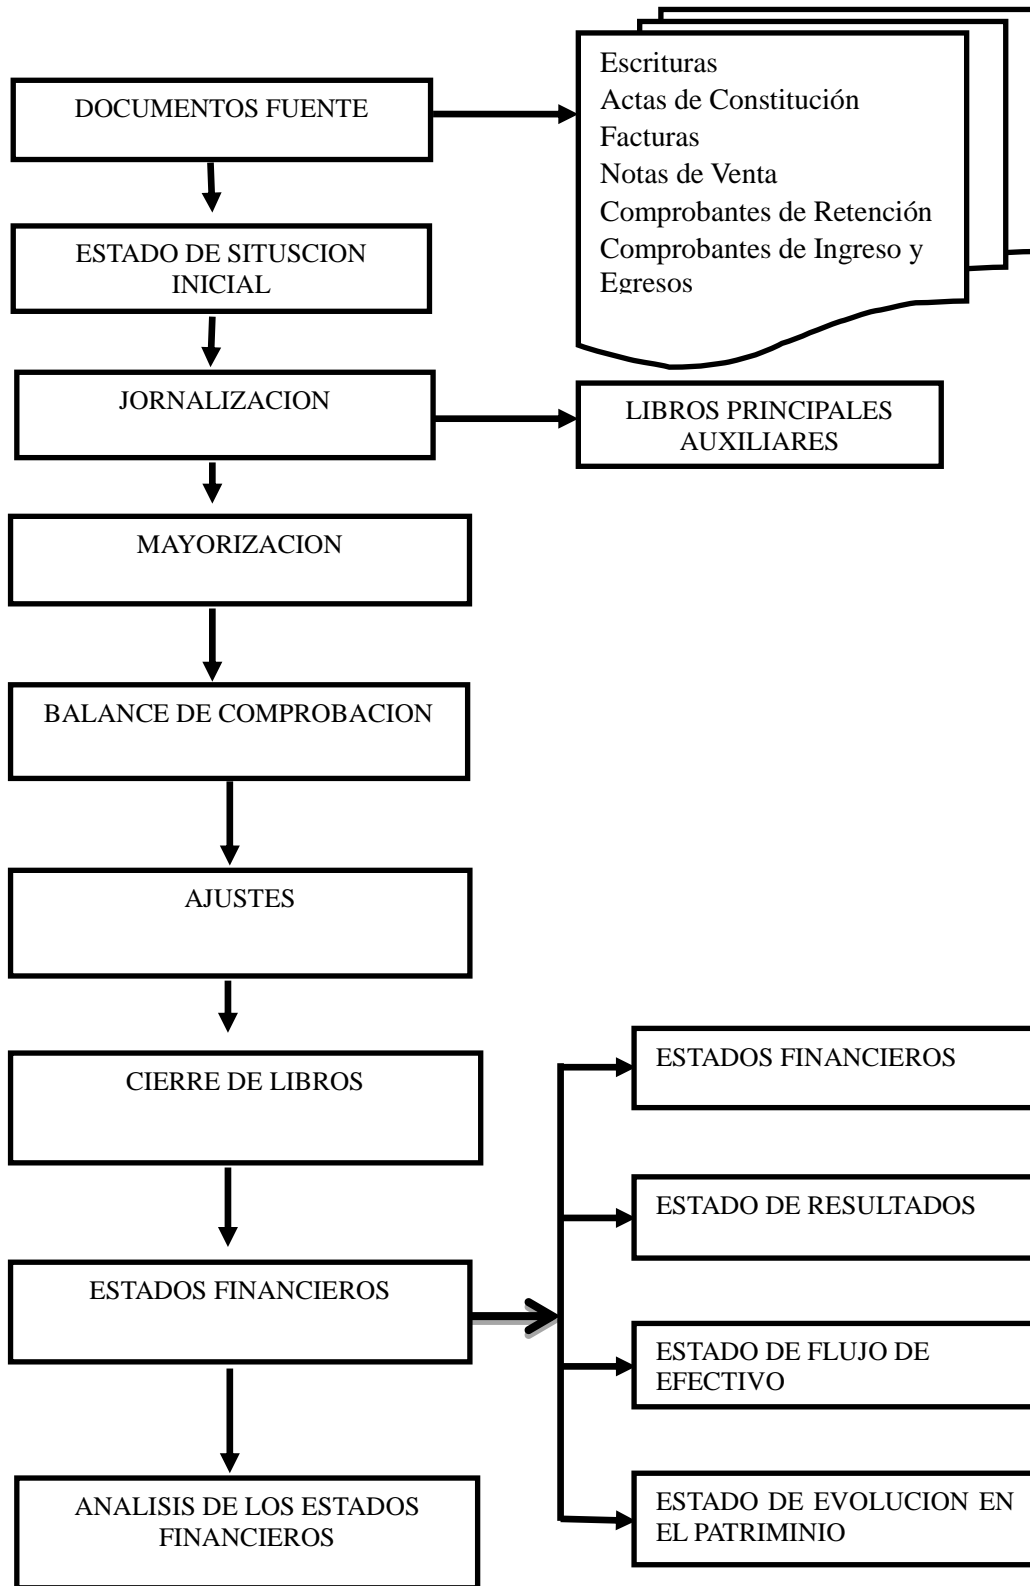 DOCUMENTOS FUENTE
Escrituras
Actas de Constitución
Facturas
Notas de Venta
Comprobantes de Retención
Comprobantes de Ingreso y
Egresos
ESTADO DE SITUSCION
INICIAL
JORNALIZACION
LIBROS PRINCIPALES
AUXILIARES
MAYORIZACION
BALANCE DE COMPROBACION
AJUSTES
CIERRE DE LIBROS
ESTADOS FINANCIEROS
ESTADOS FINANCIEROS
ESTADO DE RESULTADOS
ESTADO DE FLUJO DE
EFECTIVO
ESTADO DE EVOLUCION EN
EL PATRIMINIO
ANALISIS DE LOS ESTADOS
FINANCIEROS